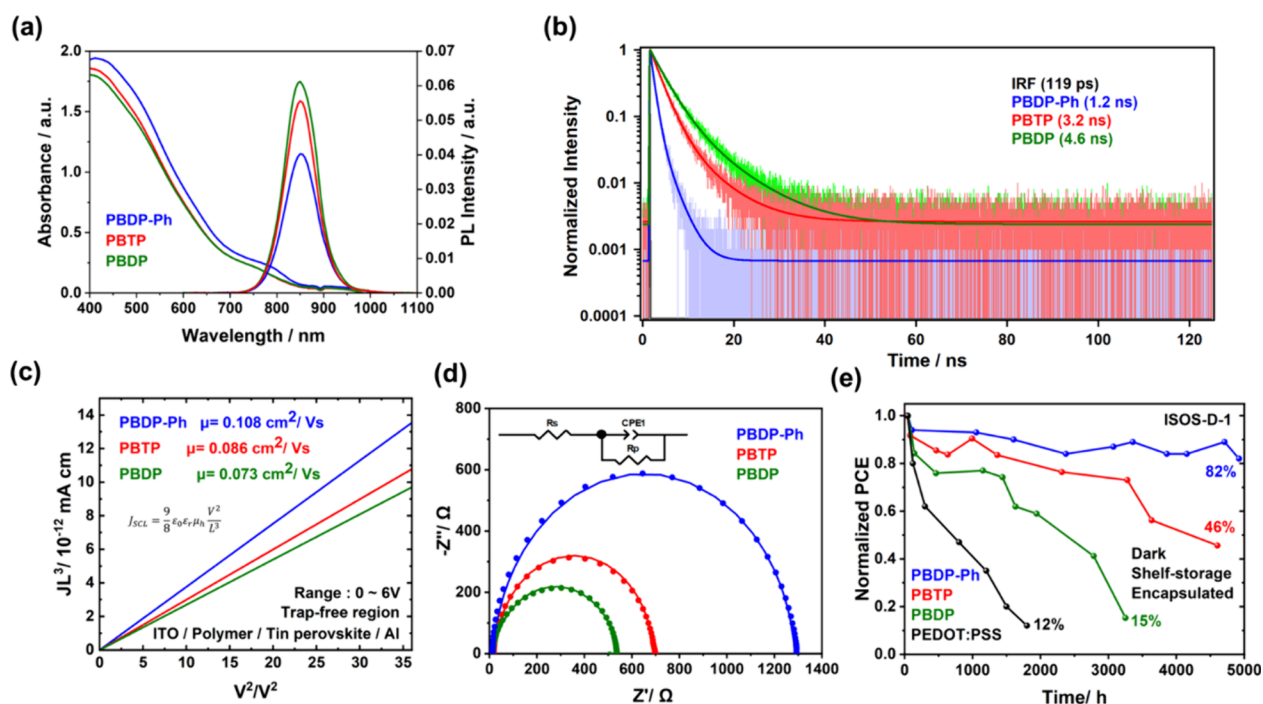 (a)
2.0
1.5
1.0
0.5
0.0
Absorbance / a.u.
0.07
0.06
0.05
0.04
0.03
0.02
0.01
0.00
PL Intensity / a.u.
PBDP-Ph
PBTP
PBDP
400 500 600 700 800 900 1000 1100
Wavelength / nm
(b)
1
0.1
0.01
0.001
0.0001
Normalized Intensity
IRF (119 ps)
PBDP-Ph (1.2 ns)
PBTP (3.2 ns)
PBDP (4.6 ns)
0 20 40 60 80 100 120
Time / ns
(c)
14
12
10
8
6
4
2
0
JL³/ 10⁻¹² mA cm
PBDP-Ph μ= 0.108 cm²/ Vs
PBTP μ= 0.086 cm²/ Vs
PBDP μ= 0.073 cm²/ Vs
J_SCL = 9/8 ε₀εᵣμₕ V²/L³
Range : 0 ~ 6V
Trap-free region
ITO / Polymer / Tin perovskite / Al
0 5 10 15 20 25 30 35
V²/V²
(d)
800
600
400
200
0
-Z''/ Ω
Rs
CPE1
Rp
PBDP-Ph
PBTP
PBDP
0 200 400 600 800 1000 1200 1400
Z'/ Ω
(e)
1.0
0.8
0.6
0.4
0.2
0.0
Normalized PCE
ISOS-D-1
82%
46%
15%
12%
PBDP-Ph
PBTP
PBDP
PEDOT:PSS
Dark
Shelf-storage
Encapsulated
0 1000 2000 3000 4000 5000
Time/ h